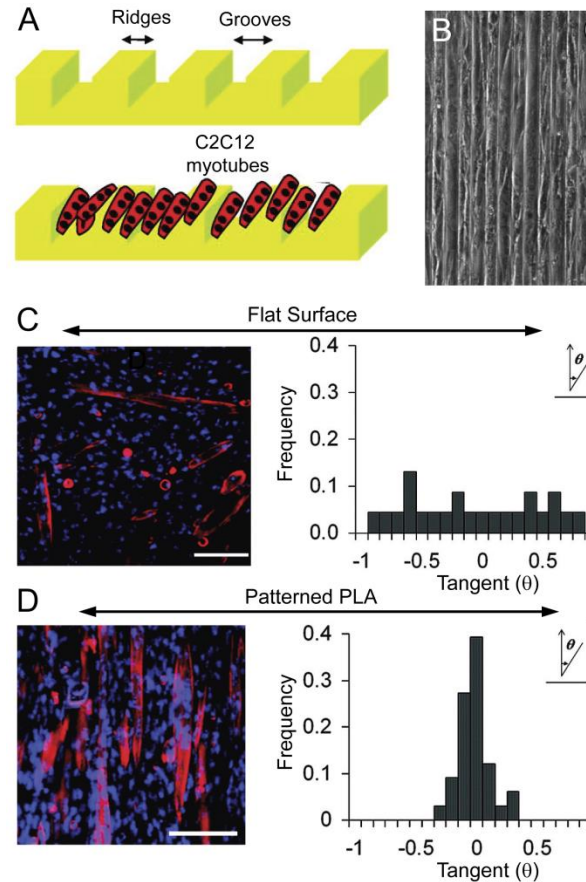 A
Ridges
Grooves
C2C12
myotubes
B
C
Flat Surface
D
0.4
0.3
0.2
0.1
0.0
Frequency
-1
-0.5
0
0.5
Tangent (θ)
θ
D
Patterned PLA
0.4
0.3
0.2
0.1
0
Frequency
-1
-0.5
0
0.5
Tangent (θ)
θ